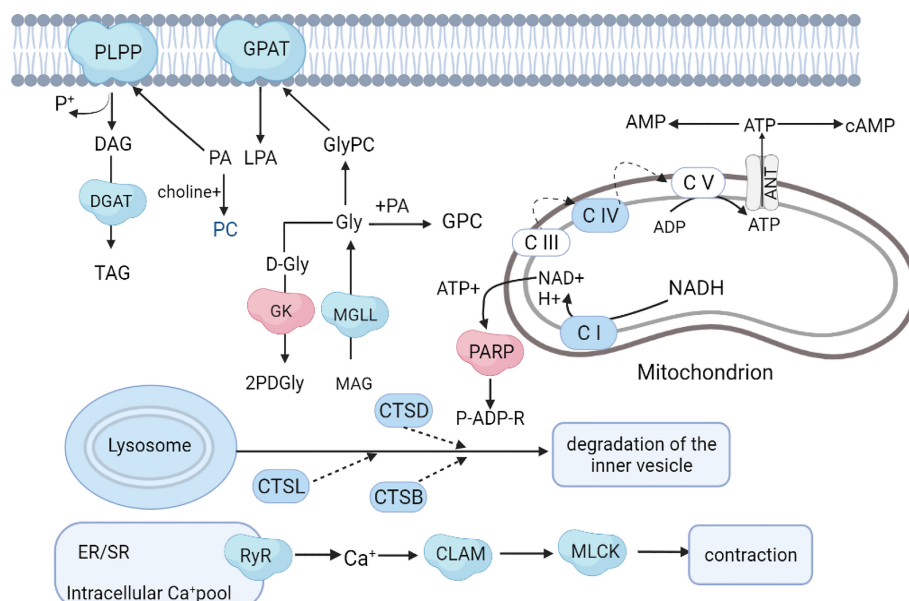 PLPP
GPAT
P+
DAG
PA
LPA
GlyPC
AMP
ATP
cAMP
choline+
DGAT
PC
Gly
+PA
GPC
TAG
D-Gly
GK
MGLL
2PDGly
MAG
C III
C IV
C V
ANT
ADP
ATP
ATP+
NAD+
H+
NADH
C I
PARP
P-ADP-R
Mitochondrion
Lysosome
CTSD
CTSL
CTSB
degradation of the
inner vesicle
ER/SR
RyR
Ca+
CLAM
MLCK
contraction
Intracellular Ca+pool